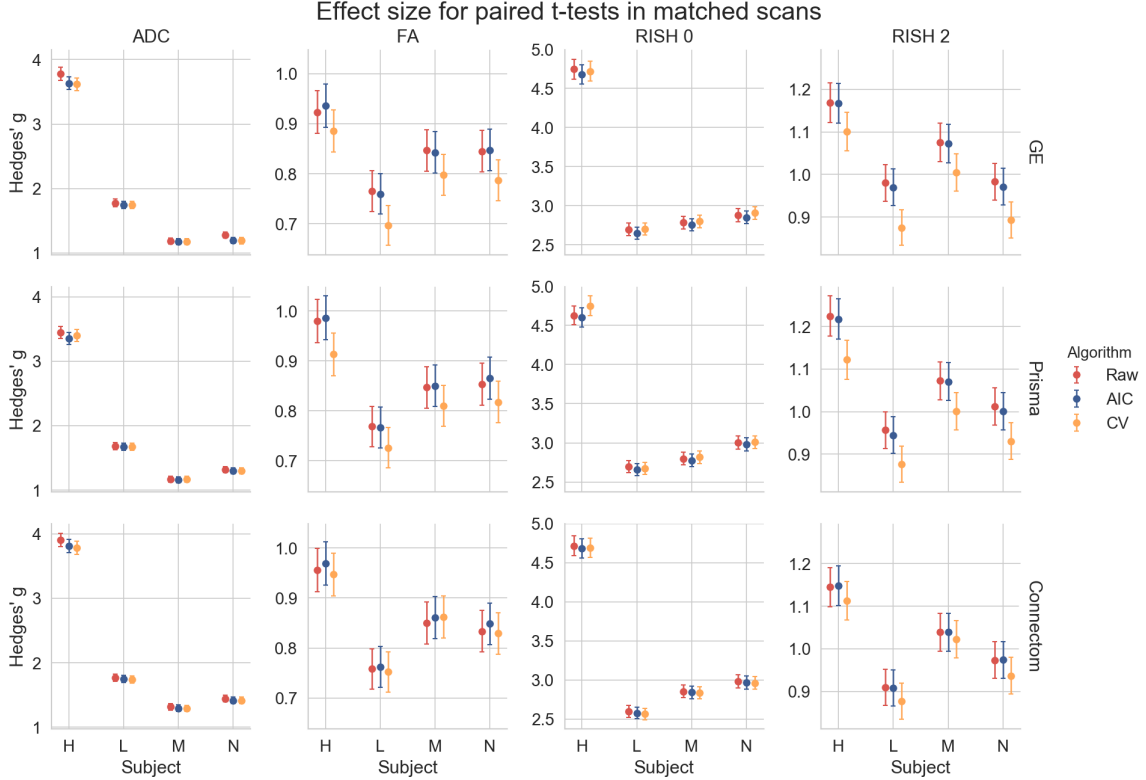 Effect size for paired t-tests in matched scans
ADC FA RISH 0 RISH 2
4 1.0 5.0 1.2
3 0.9 4.5 1.1
2 0.8 4.0 1.0
1 0.7 3.5 0.9
3.0
2.5
Hedges' g
GE
4 1.0 5.0 1.2
3 0.9 4.5 1.1
2 0.8 4.0 1.0
1 0.7 3.5 0.9
3.0
2.5
Hedges' g
Prisma
Algorithm
Raw
AIC
CV
4 1.0 5.0 1.2
3 0.9 4.5 1.1
2 0.8 4.0 1.0
1 0.7 3.5 0.9
3.0
2.5
Hedges' g
Connectom
H L M N H L M N H L M N H L M N
Subject Subject Subject Subject